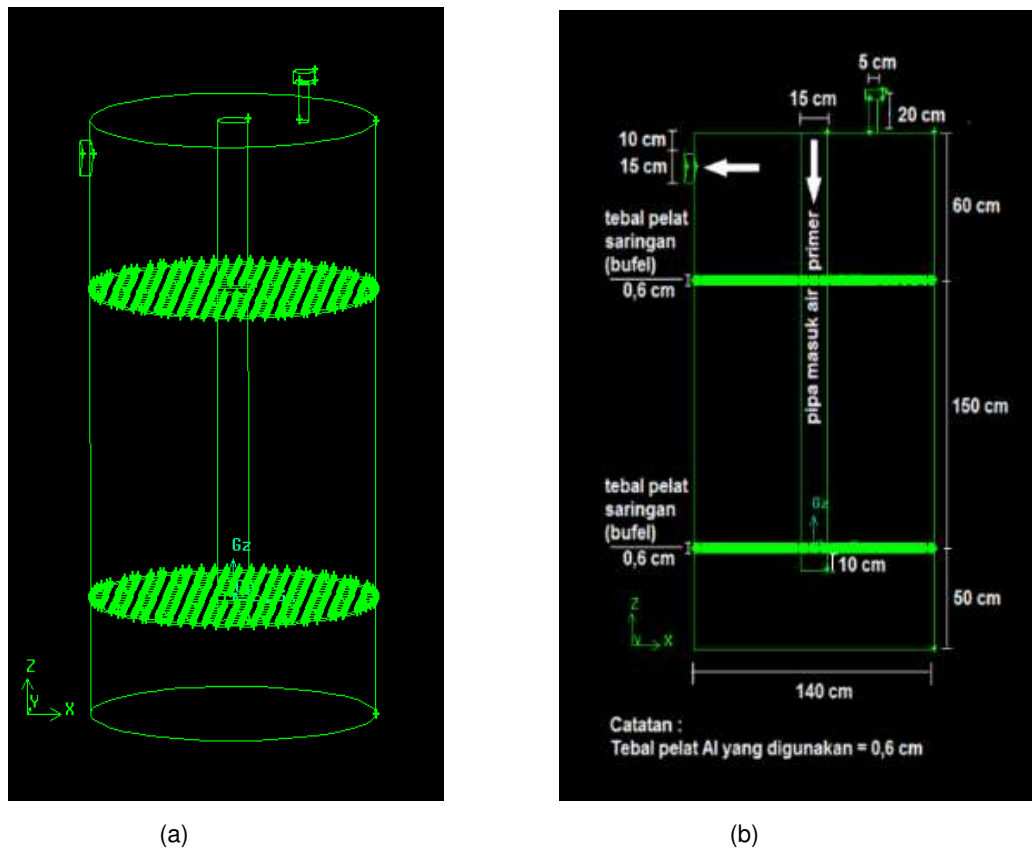 Gz
Z
Y
X
(a)
5 cm
15 cm
20 cm
10 cm
15 cm
60 cm
tebal pelat
saringan
(bufel)
0,6 cm
pipa masuk air primer
150 cm
tebal pelat
saringan
(bufel)
0,6 cm
Gz
10 cm
50 cm
Z
X
140 cm
Catatan :
Tebal pelat Al yang digunakan = 0,6 cm
(b)